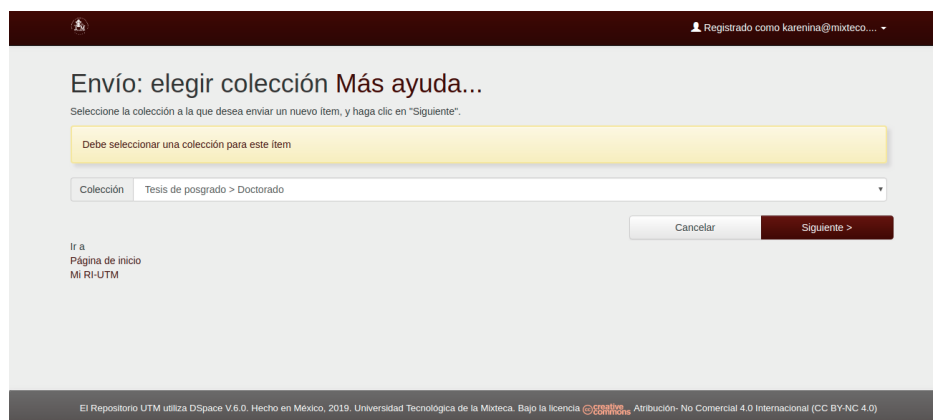 Registrado como karenina@mixteco....
Envío: elegir colección Más ayuda...
Seleccione la colección a la que desea enviar un nuevo ítem, y haga clic en "Siguiente".
Debe seleccionar una colección para este ítem
Colección Tesis de posgrado > Doctorado
Cancelar Siguiente >
Ir a
Página de inicio
Mi RI-UTM
El Repositorio UTM utiliza DSpace V.6.0. Hecho en México, 2019. Universidad Tecnológica de la Mixteca. Bajo la licencia creative commons Atribución- No Comercial 4.0 Internacional (CC BY-NC 4.0)